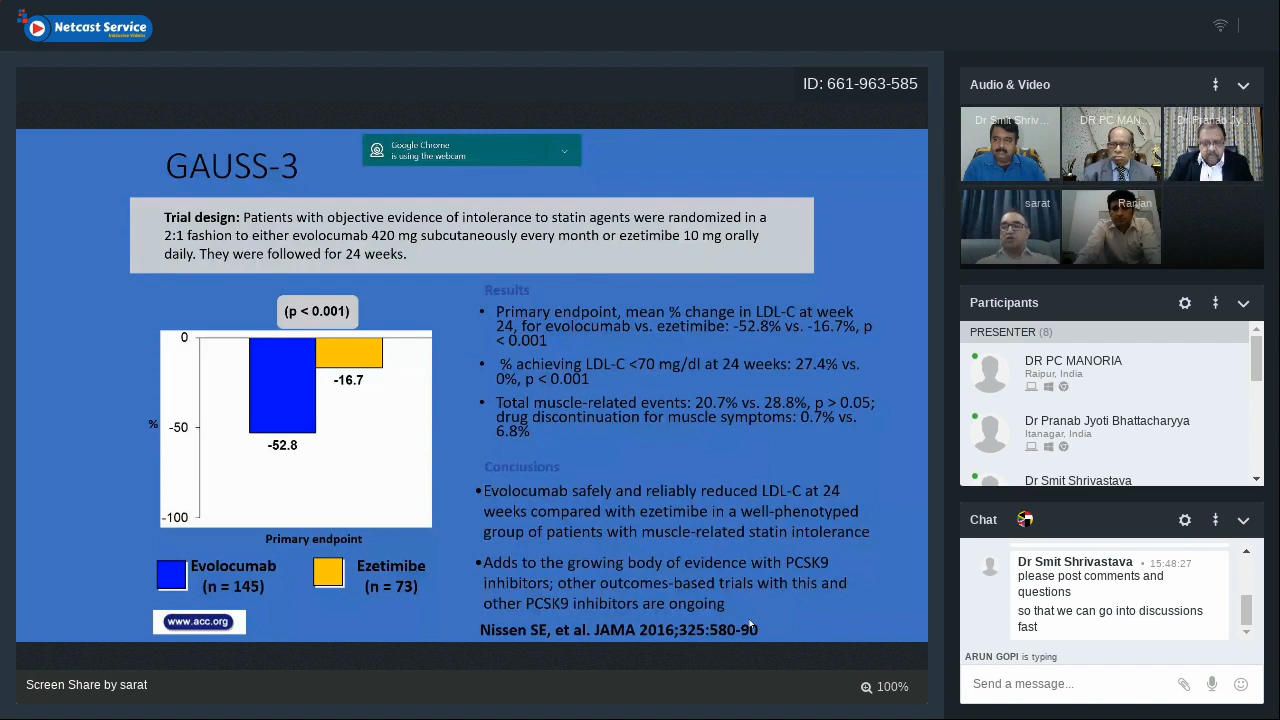 Netcast Service
ID: 661-963-585
Google Chrome
is using the webcam
GAUSS-3
Trial design: Patients with objective evidence of intolerance to statin agents were randomized in a
2:1 fashion to either evolocumab 420 mg subcutaneously every month or ezetimibe 10 mg orally
daily. They were followed for 24 weeks.
(p < 0.001)
0
-50
-100
%
-52.8
-16.7
Primary endpoint
Evolocumab
(n = 145)
Ezetimibe
(n = 73)
www.acc.org
Results
• Primary endpoint, mean % change in LDL-C at week
24, for evolocumab vs. ezetimibe: -52.8% vs. -16.7%, p
< 0.001
• % achieving LDL-C <70 mg/dl at 24 weeks: 27.4% vs.
0%, p < 0.001
• Total muscle-related events: 20.7% vs. 28.8%, p > 0.05;
drug discontinuation for muscle symptoms: 0.7% vs.
6.8%
Conclusions
•Evolocumab safely and reliably reduced LDL-C at 24
weeks compared with ezetimibe in a well-phenotyped
group of patients with muscle-related statin intolerance
•Adds to the growing body of evidence with PCSK9
inhibitors; other outcomes-based trials with this and
other PCSK9 inhibitors are ongoing
Nissen SE, et al. JAMA 2016;325:580-90
Screen Share by sarat
100%
Audio & Video
Dr Smit Shriv...
DR PC MAN...
Dr Pranab Jy...
sarat
Ranjan
Participants
PRESENTER (8)
DR PC MANORIA
Raipur, India
Dr Pranab Jyoti Bhattacharyya
Itanagar, India
Dr Smit Shrivastava
Chat
Dr Smit Shrivastava • 15:48:27
please post comments and
questions
so that we can go into discussions
fast
ARUN GOPI is typing
Send a message...